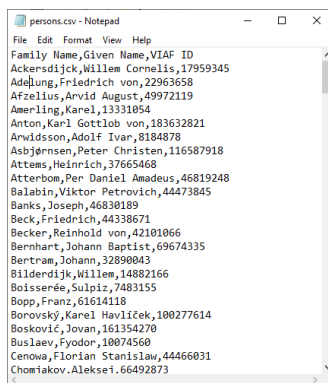 persons.csv - Notepad
File Edit Format View Help
Family Name,Given Name,VIAF ID
Ackersdijck,Willem Cornelis,17959345
Adelung,Friedrich von,22963658
Afzelius,Arvid August,49972119
Amerling,Karel,13331054
Anton,Karl Gottlob von,183632821
Arwidsson,Adolf Ivar,8184878
Asbjørnsen,Peter Christen,116587918
Attems,Heinrich,37665468
Atterbom,Per Daniel Amadeus,46819248
Balabin,Viktor Petrovich,44473845
Banks,Joseph,46830189
Beck,Friedrich,44338671
Becker,Reinhold von,42101066
Bernhart,Johann Baptist,69674335
Bertram,Johann,32890043
Bilderdijk,Willem,14882166
Boisserée,Sulpiz,7483155
Bopp,Franz,61614118
Borovský,Karel Havlíček,100277614
Bosković,Jovan,161354270
Buslaev,Fyodor,10074560
Cenowa,Florian Stanislaw,44466031
Chomjakov,Aleksej,66492873